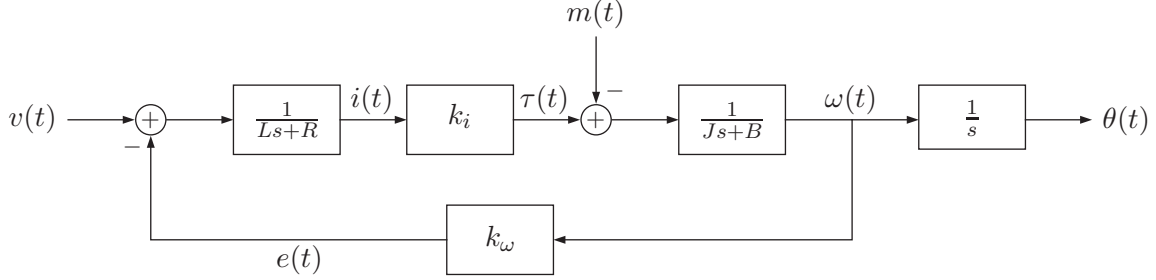 m(t)
v(t) + − 1/(Ls+R) i(t) k_i τ(t) + − 1/(Js+B) ω(t) 1/s θ(t)
k_ω
e(t)